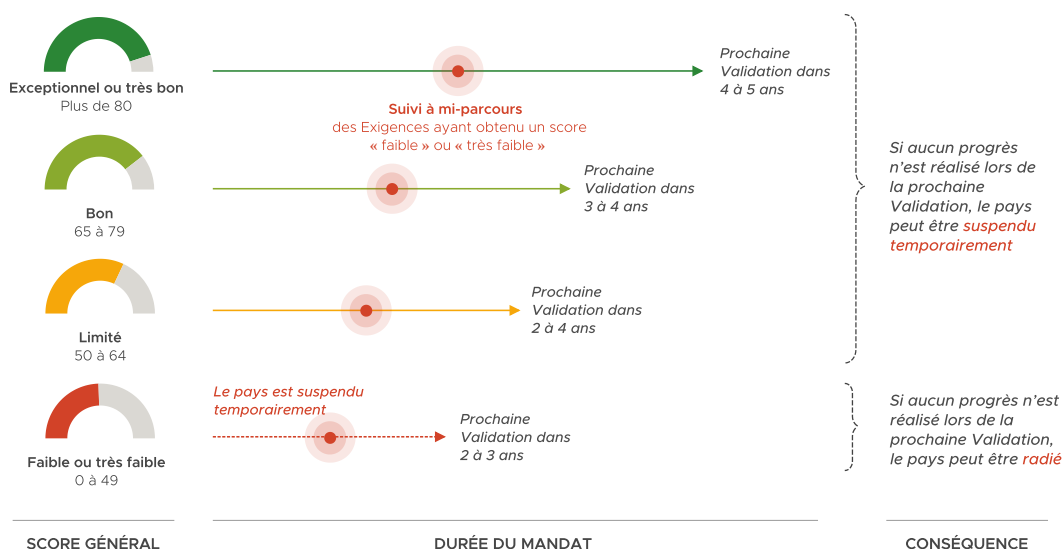 Exceptionnel ou très bon
Plus de 80
Prochaine
Validation dans
4 à 5 ans
Suivi à mi-parcours
des Exigences ayant obtenu un score
« faible » ou « très faible »
Bon
65 à 79
Prochaine
Validation dans
3 à 4 ans
Limité
50 à 64
Prochaine
Validation dans
2 à 4 ans
Si aucun progrès
n’est réalisé lors de
la prochaine
Validation, le pays
peut être suspendu
temporairement
Faible ou très faible
0 à 49
Le pays est suspendu
temporairement
Prochaine
Validation dans
2 à 3 ans
Si aucun progrès n’est
réalisé lors de la
prochaine Validation,
le pays peut être radié
SCORE GÉNÉRAL
DURÉE DU MANDAT
CONSÉQUENCE